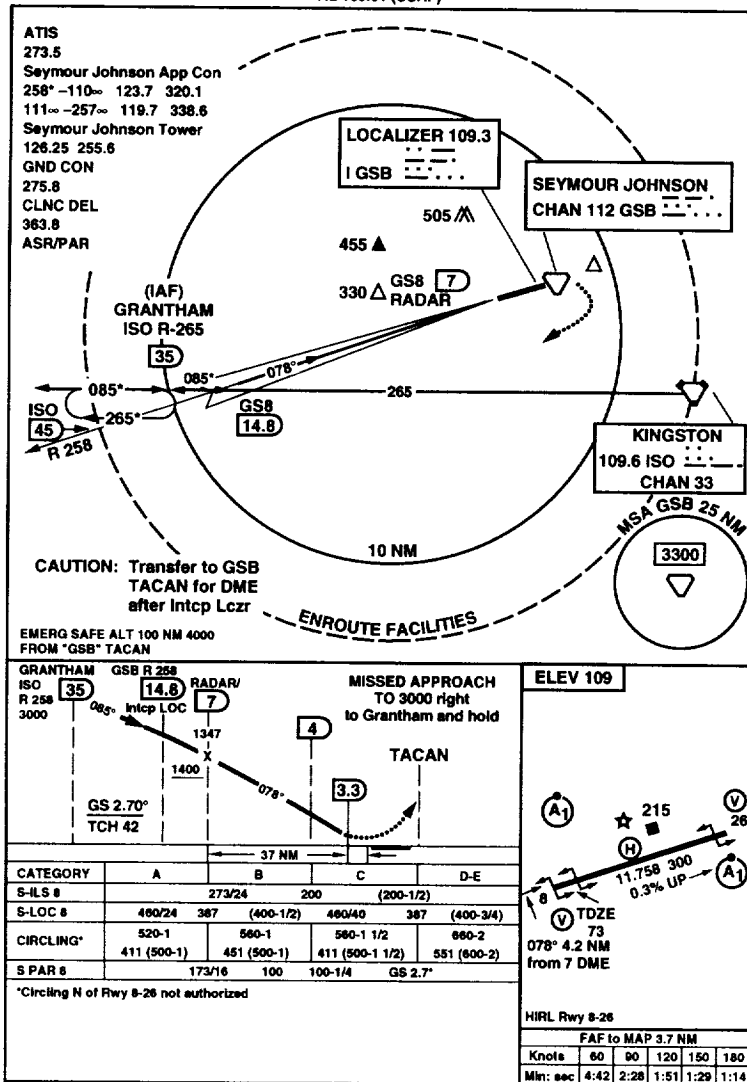 ATIS
273.5
Seymour Johnson App Con
258° -110∞ 123.7 320.1
111∞ -257∞ 119.7 338.6
Seymour Johnson Tower
126.25 255.6
GND CON
275.8
CLNC DEL
363.8
ASR/PAR
LOCALIZER 109.3
I GSB
SEYMOUR JOHNSON
CHAN 112 GSB
505
455
330
GS8 7
RADAR
(IAF)
GRANTHAM
ISO R-265
35
085*
085*
078°
265
265*
ISO
45
R 258
GS8
14.8
KINGSTON
109.6 ISO
CHAN 33
MSA GSB 25 NM
3300
10 NM
CAUTION: Transfer to GSB
TACAN for DME
after Intcp Lczr
ENROUTE FACILITIES
EMERG SAFE ALT 100 NM 4000
FROM "GSB" TACAN
GRANTHAM
ISO
R 258
3000
35
GSB R 258
14.8
Intcp LOC
RADAR/
7
1347
X
1400
085°
078°
MISSED APPROACH
TO 3000 right
to Grantham and hold
4
3.3
TACAN
GS 2.70°
TCH 42
37 NM
CATEGORY A B C D-E
S-ILS 8 273/24 200 (200-1/2)
S-LOC 8 460/24 387 (400-1/2) 460/40 387 (400-3/4)
CIRCLING* 520-1 560-1 560-1 1/2 660-2
411 (500-1) 451 (500-1) 411 (500-1 1/2) 551 (600-2)
S PAR 8 173/16 100 100-1/4 GS 2.7*
*Circling N of Rwy 8-26 not authorized
ELEV 109
A1
215
V
26
H
11.758 300
0.3% UP
A1
8
V
TDZE
73
078° 4.2 NM
from 7 DME
HIRL Rwy 8-26
FAF to MAP 3.7 NM
Knots 60 90 120 150 180
Min: sec 4:42 2:28 1:51 1:29 1:14